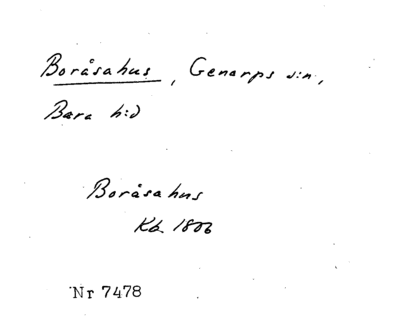 Boråsahus, Genarps s:n,
Bara h:d
Boråsahus
Kb. 1806
Nr 7478